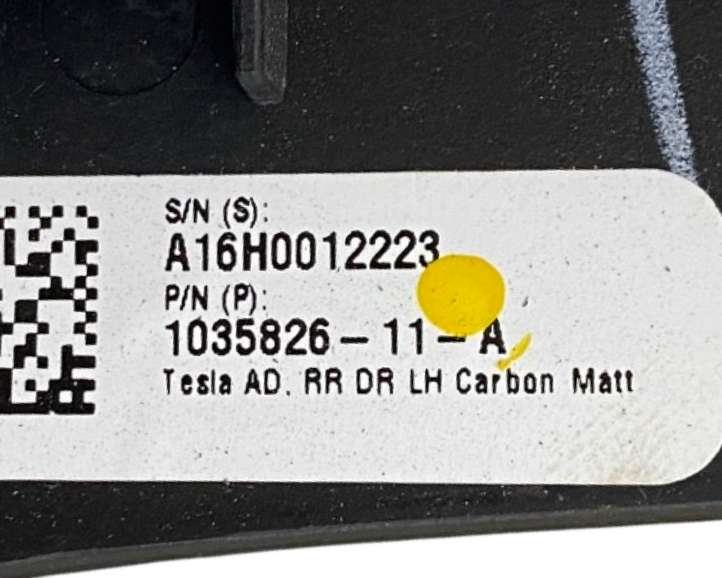 S/N (S):
A16H0012223
P/N (P):
1035826-11-A
Tesla AD. RR DR LH Carbon Matt